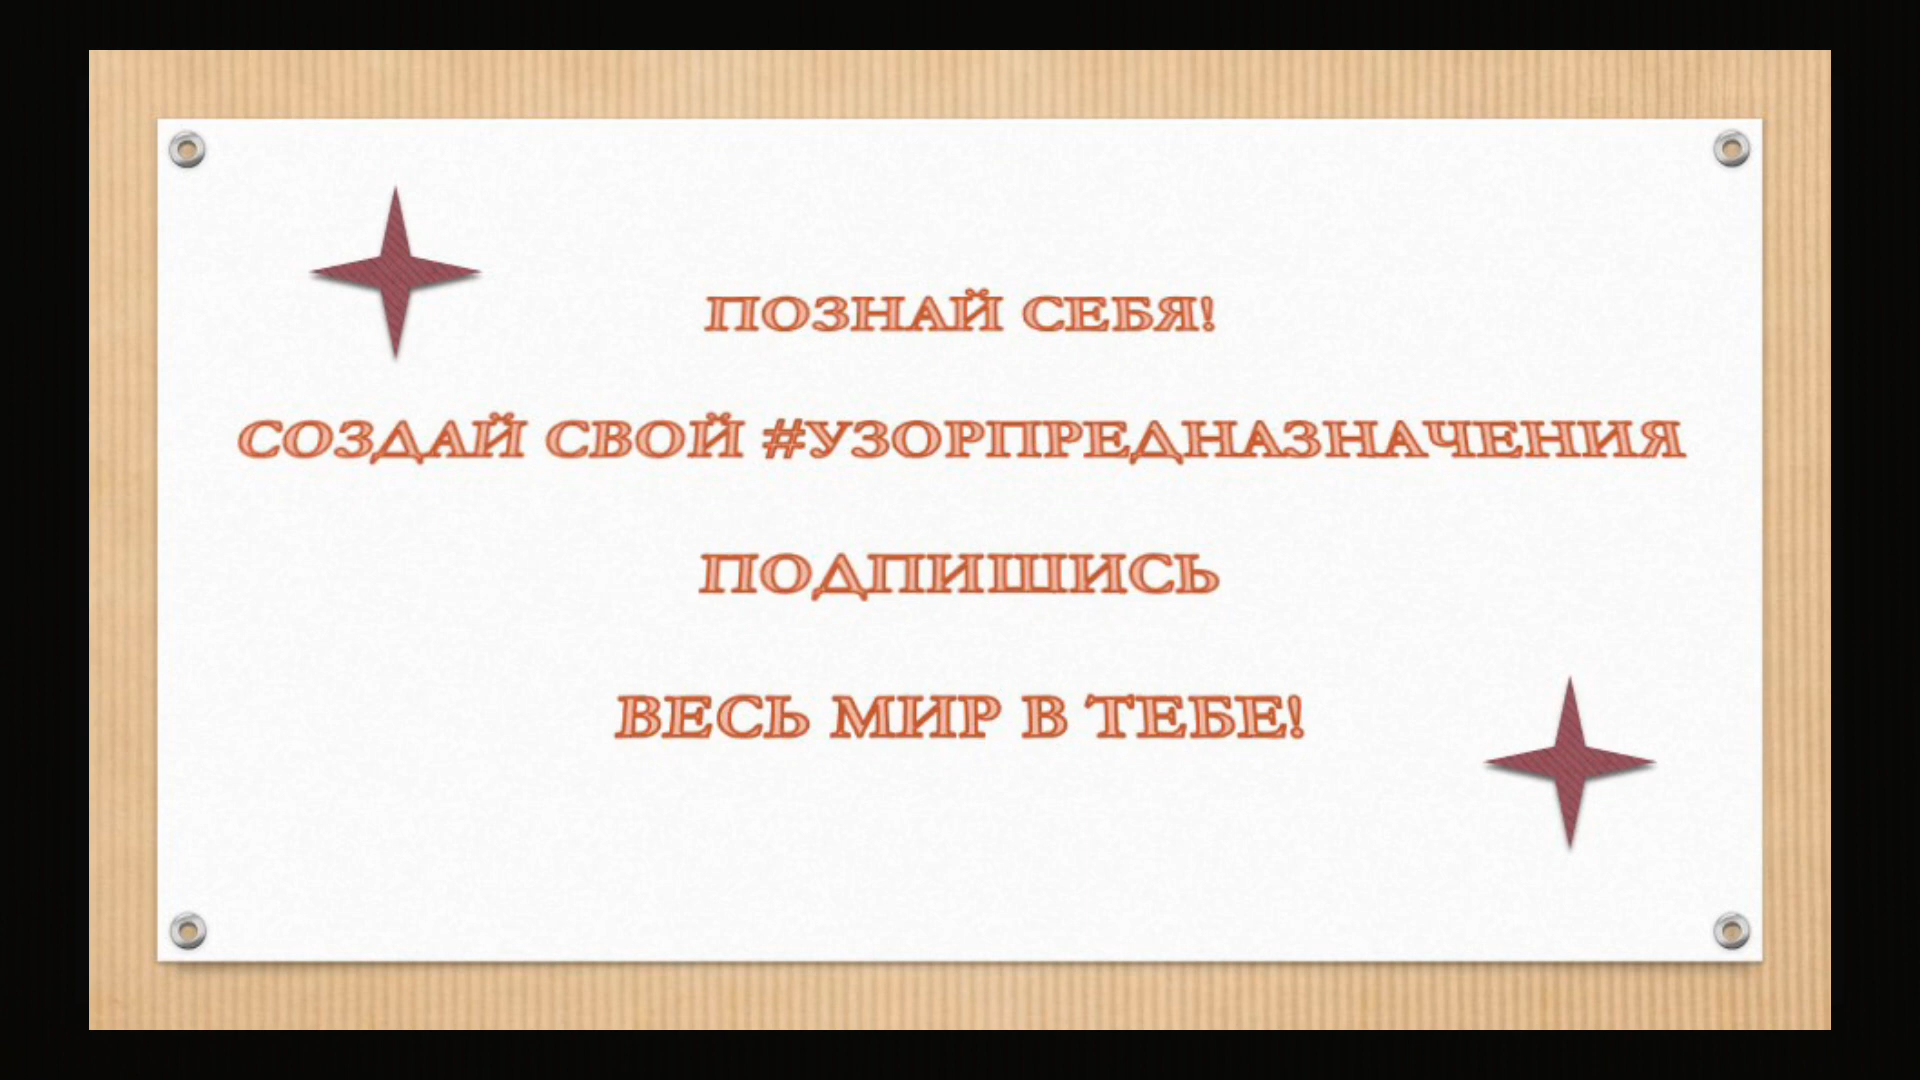 ПОЗНАЙ СЕБЯ!
СОЗДАЙ СВОЙ #УЗОРПРЕДНАЗНАЧЕНИЯ
ПОДПИШИСЬ
ВЕСЬ МИР В ТЕБЕ!